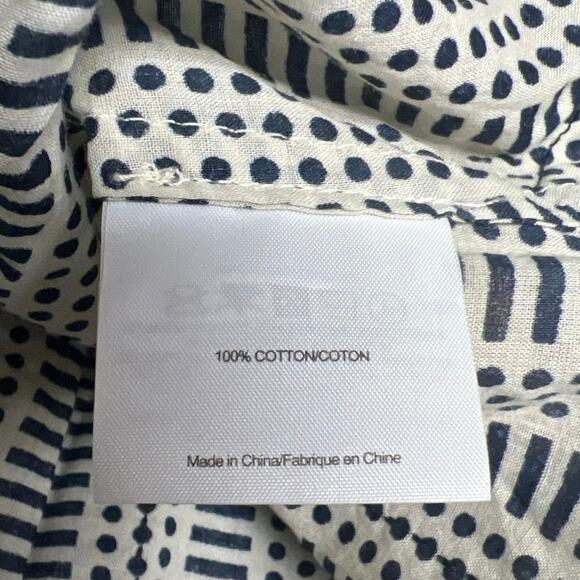 100% COTTON/COTON
Made in China/Fabrique en Chine